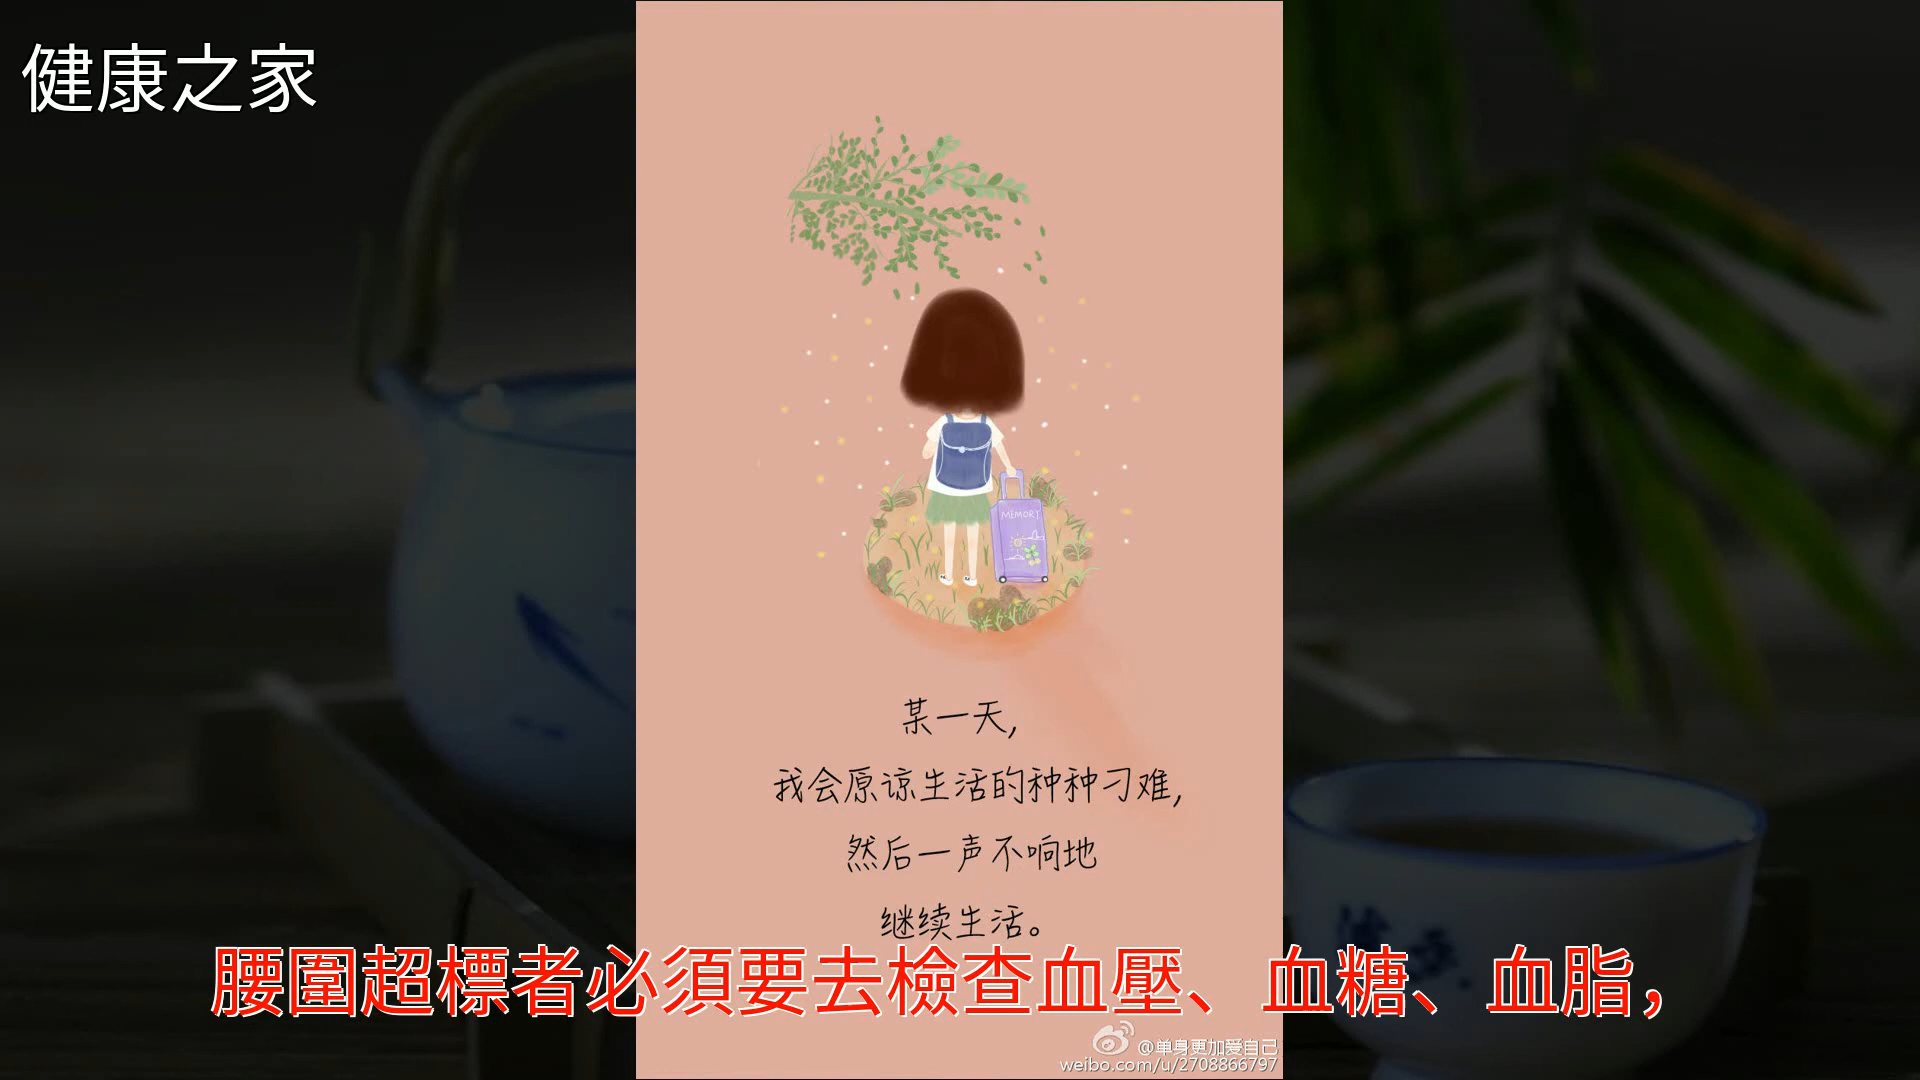 健康之家
MEMORY
某一天,
我会原谅生活的种种刁难,
然后一声不响地
继续生活。
腰圍超標者必須要去檢查血壓、血糖、血脂,
@单身更加爱自己
weibo.com/u/2708866797